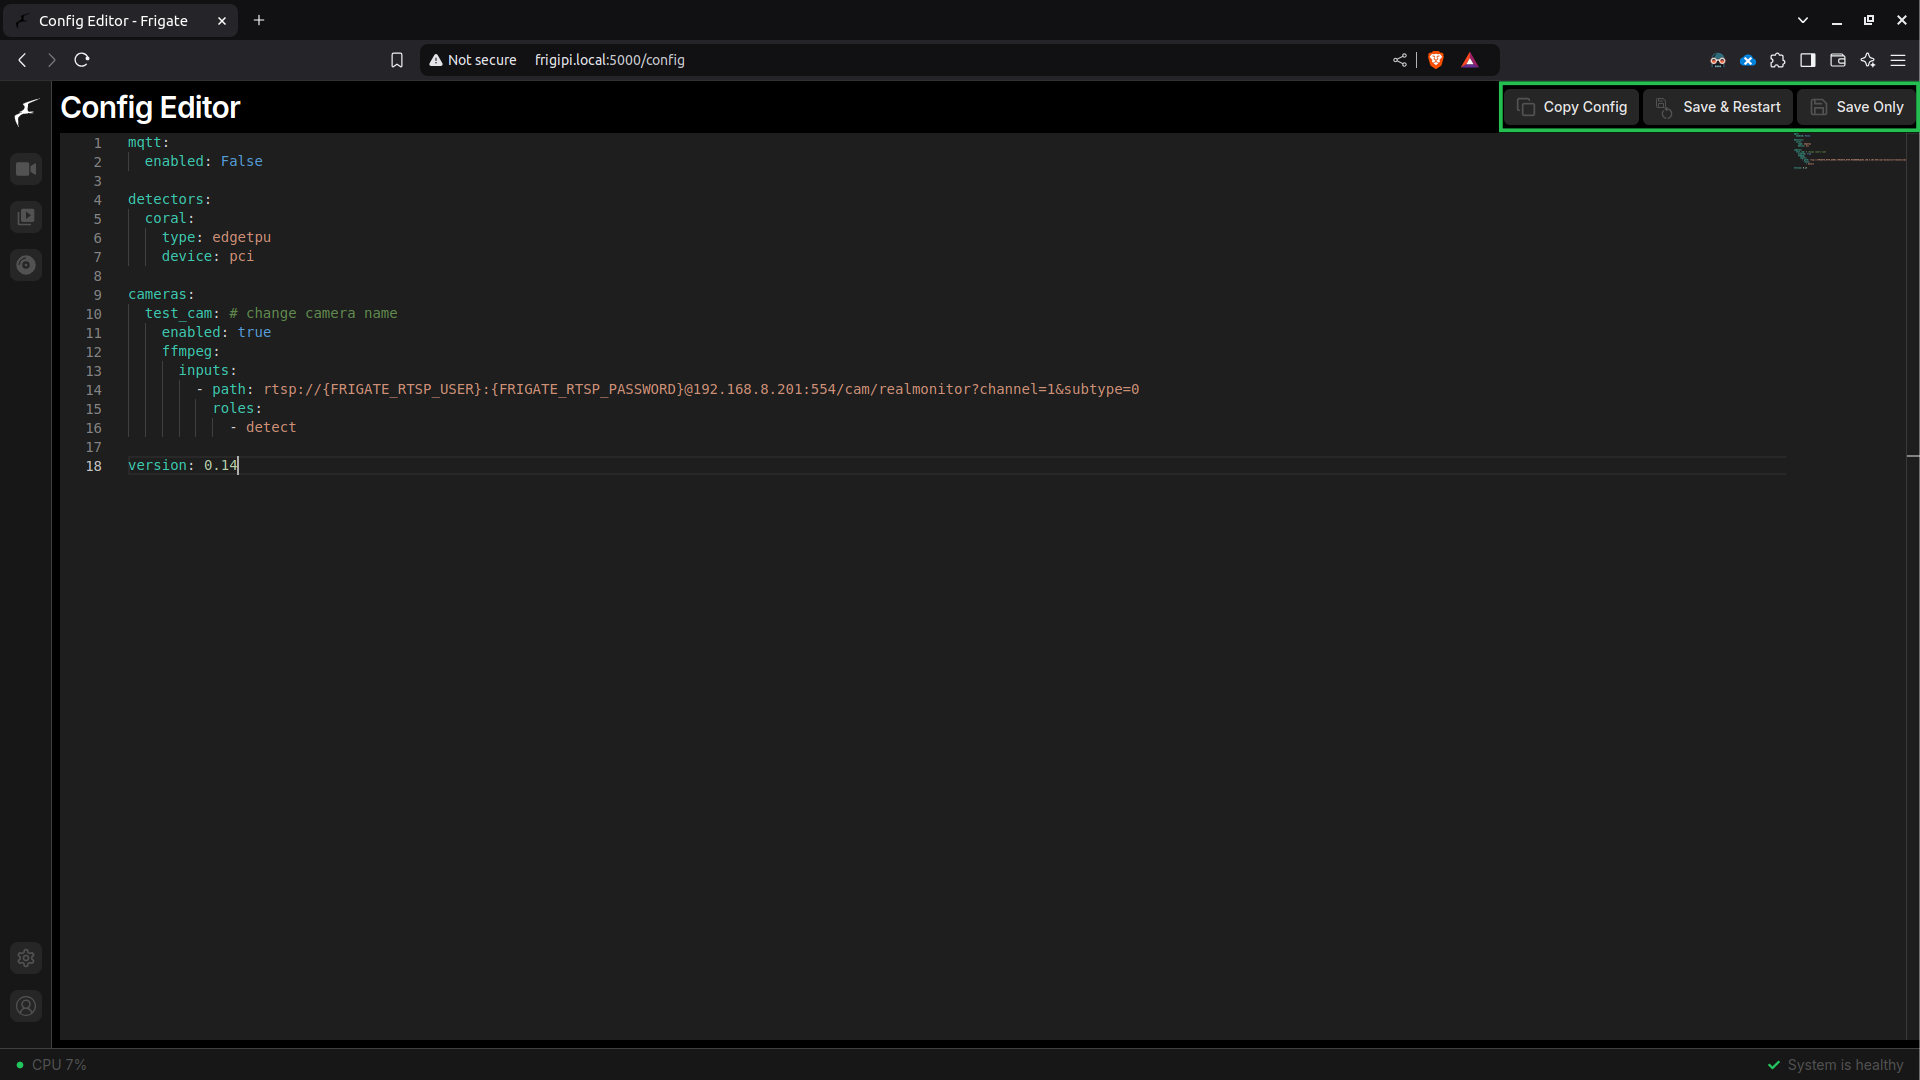 Config Editor - Frigate
Not secure frigipi.local:5000/config
Config Editor
Copy Config
Save & Restart
Save Only
1 mqtt:
2 enabled: False
3
4 detectors:
5 coral:
6 type: edgetpu
7 device: pci
8
9 cameras:
10 test_cam: # change camera name
11 enabled: true
12 ffmpeg:
13 inputs:
14 - path: rtsp://{FRIGATE_RTSP_USER}:{FRIGATE_RTSP_PASSWORD}@192.168.8.201:554/cam/realmonitor?channel=1&subtype=0
15 roles:
16 - detect
17
18 version: 0.14
CPU 7%
System is healthy